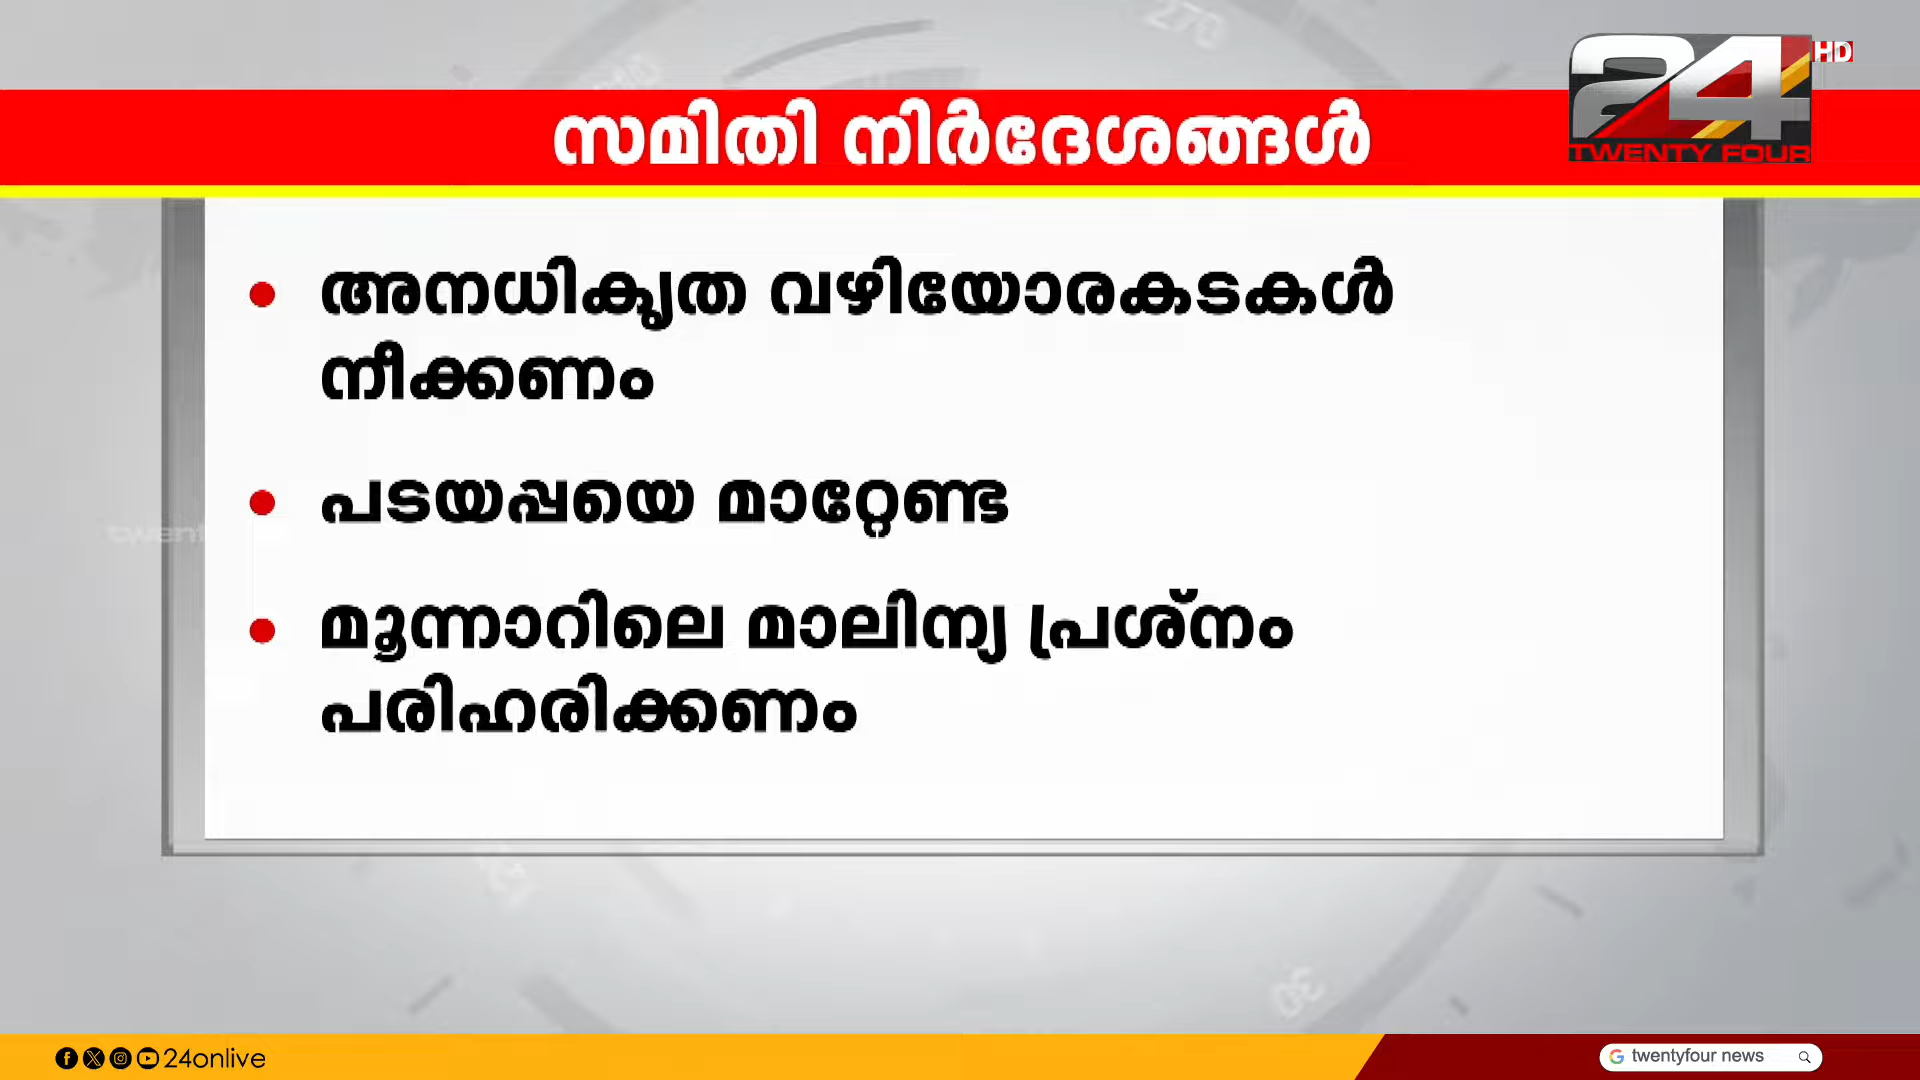 24 HD
TWENTY FOUR
സമിതി നിർദേശങ്ങൾ
അനധികൃത വഴിയോരകടകൾ
നീക്കണം
പടയപ്പയെ മാറ്റേണ്ട
മൂന്നാറിലെ മാലിന്യ പ്രശ്നം
പരിഹരിക്കണം
24onlive
twentyfour news